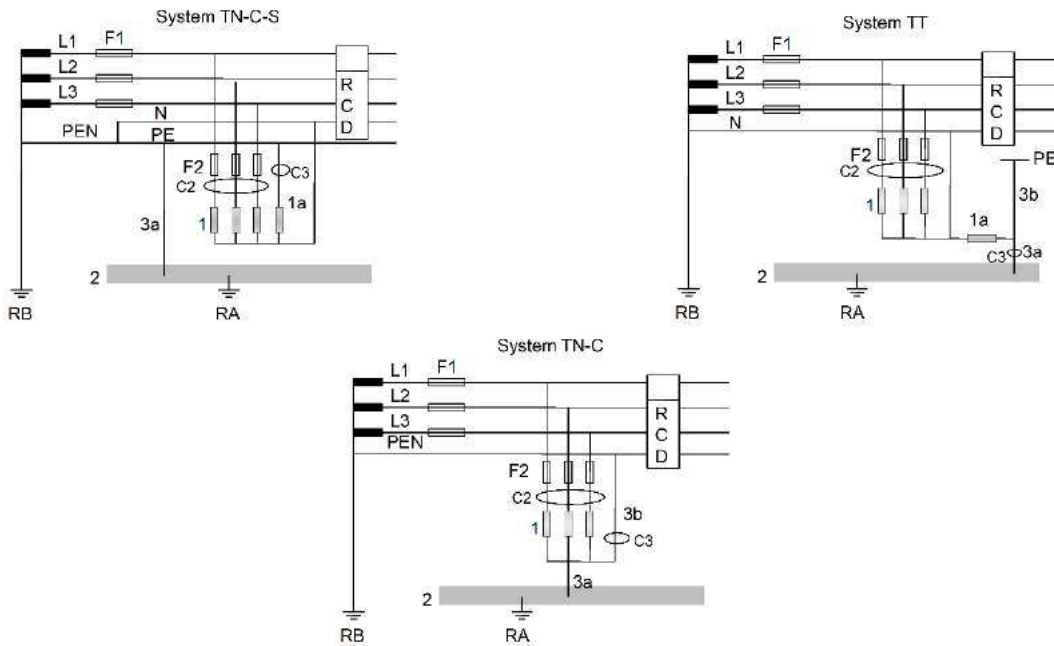 System TN-C-S
L1 F1
L2
L3
N
PEN PE
R
C
D
F2
C2 C3
1a
1
3a
2
RB RA
System TT
L1 F1
L2
L3
N
R
C
D
F2
C2
PE
3b
1
1a
C3 3a
2
RB RA
System TN-C
L1 F1
L2
L3
PEN
R
C
D
F2
C2
3b
1
C3
3a
2
RB RA